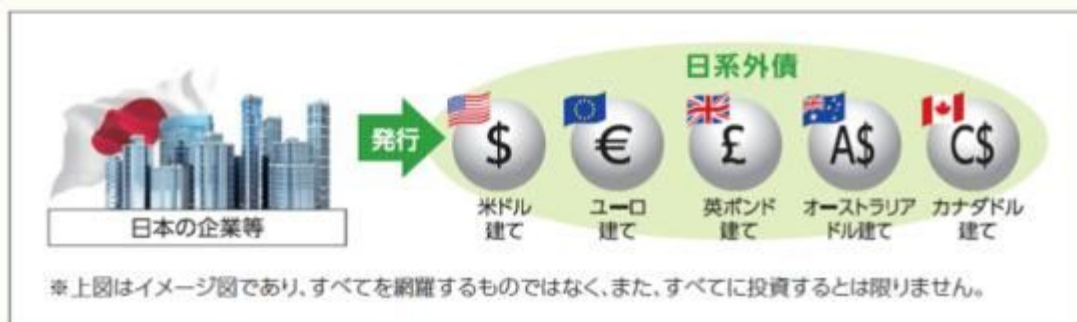 日系外債
発行
$
€
£
A$
C$
米ドル
建て
ユーロ
建て
英ポンド
建て
オーストラリア
ドル建て
カナダドル
建て
日本の企業等
※上図はイメージ図であり、すべてを網羅するものではなく、また、すべてに投資するとは限りません。